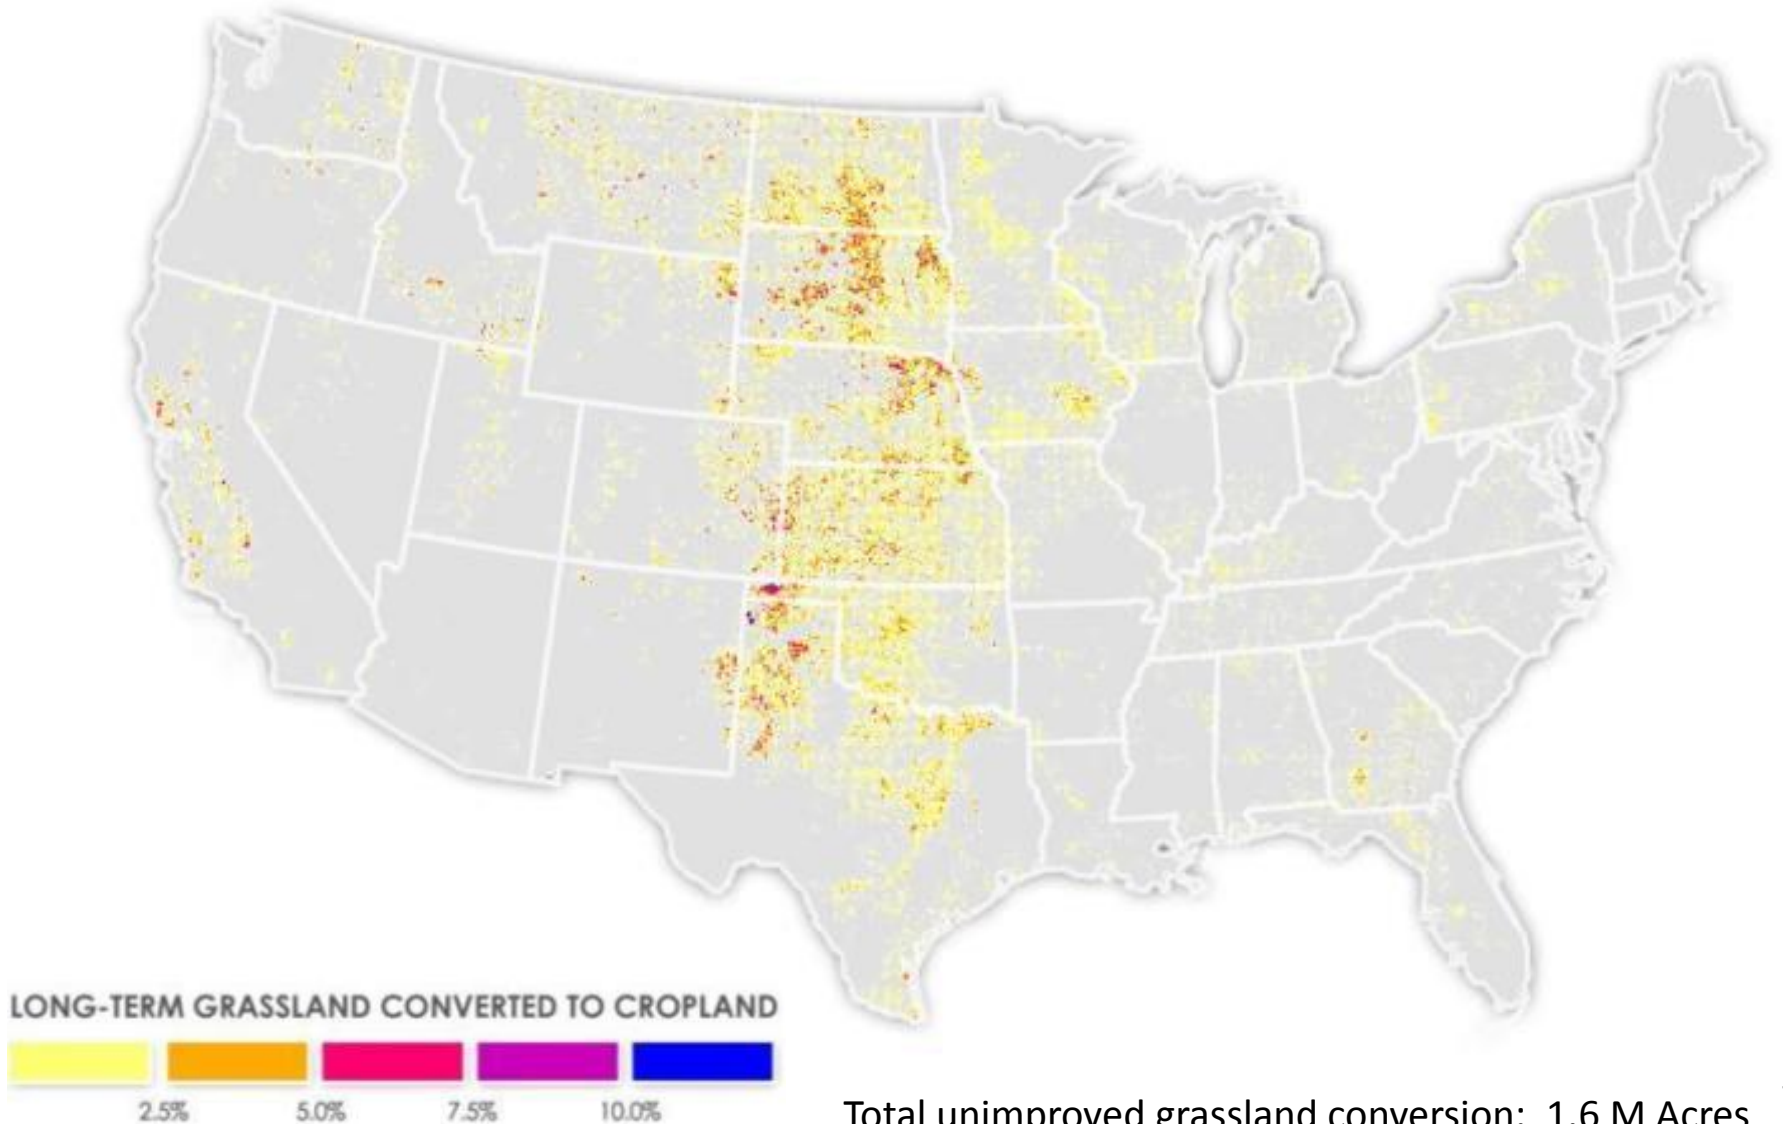 LONG-TERM GRASSLAND CONVERTED TO CROPLAND
2.5% 5.0% 7.5% 10.0%
Total unimproved grassland conversion: 1.6 M Acres